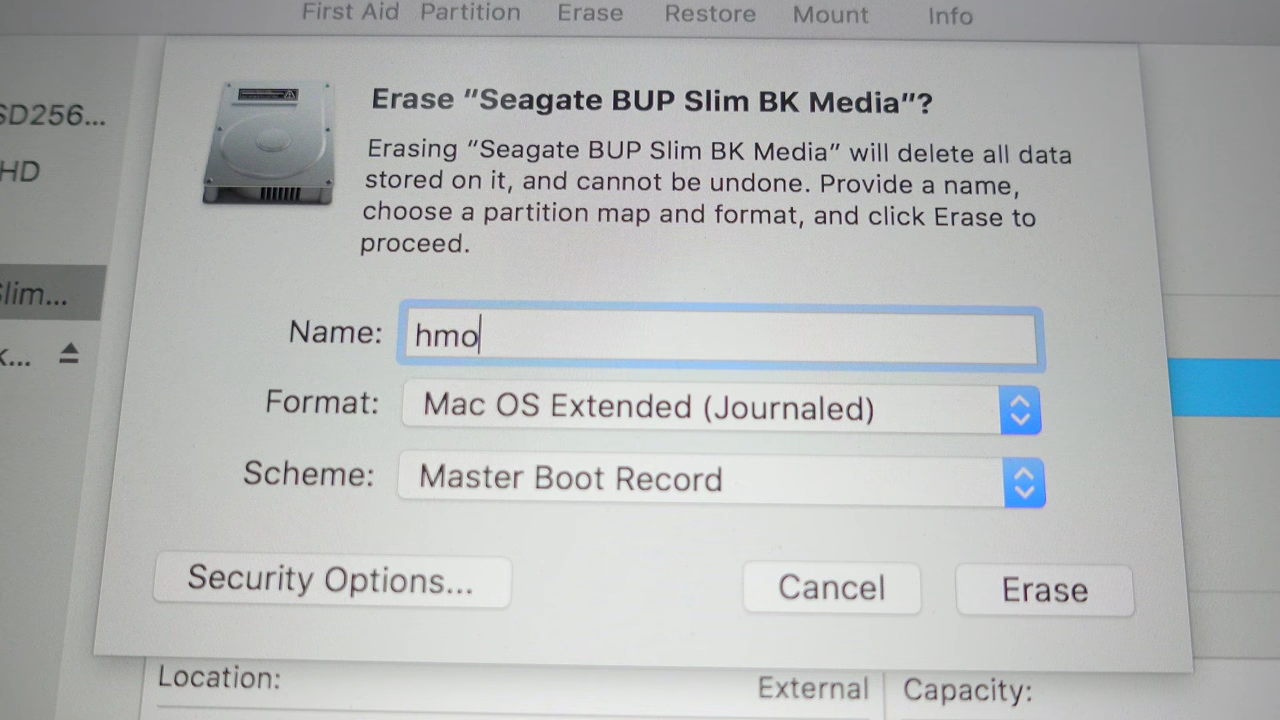 First Aid Partition Erase Restore Mount Info
SD256...
HD
Slim...
k...
Erase “Seagate BUP Slim BK Media”?
Erasing “Seagate BUP Slim BK Media” will delete all data
stored on it, and cannot be undone. Provide a name,
choose a partition map and format, and click Erase to
proceed.
Name: hmo
Format: Mac OS Extended (Journaled)
Scheme: Master Boot Record
Security Options... Cancel Erase
Location: External Capacity: